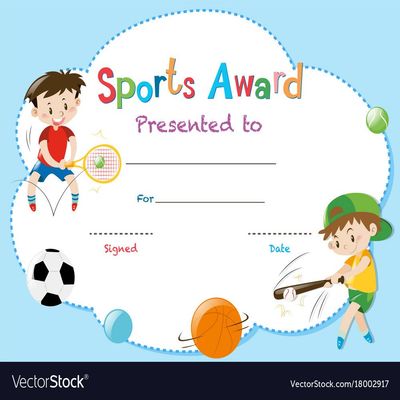 Sports Award
Presented to
For
Signed Date
VectorStock® VectorStock.com/18002917